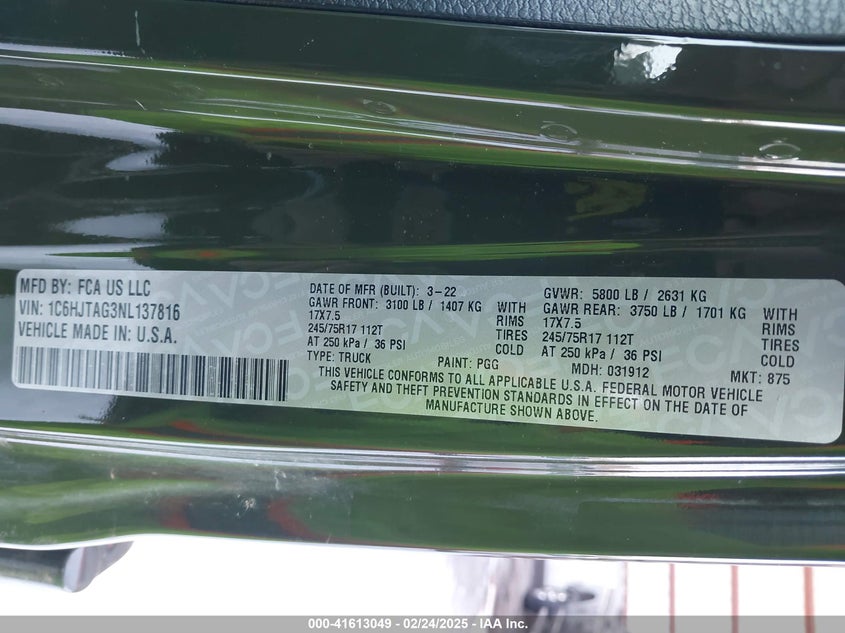 MFD BY: FCA US LLC
VIN: 1C6HJTAG3NL137816
VEHICLE MADE IN: U.S.A.
DATE OF MFR (BUILT): 3-22
GAWR FRONT: 3100 LB / 1407 KG WITH
17X7.5 RIMS
245/75R17 112T TIRES
AT 250 kPa / 36 PSI COLD
TYPE: TRUCK PAINT: PGG
GVWR: 5800 LB / 2631 KG
GAWR REAR: 3750 LB / 1701 KG WITH
17X7.5 RIMS
245/75R17 112T TIRES
AT 250 kPa / 36 PSI COLD
MDH: 031912 MKT: 875
THIS VEHICLE CONFORMS TO ALL APPLICABLE U.S.A. FEDERAL MOTOR VEHICLE
SAFETY AND THEFT PREVENTION STANDARDS IN EFFECT ON THE DATE OF
MANUFACTURE SHOWN ABOVE.
000-41613049 - 02/24/2025 - IAA Inc.